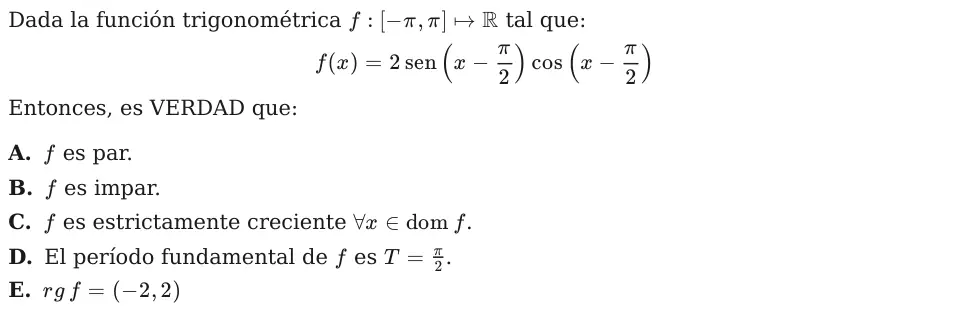 Dada la función trigonométrica f : [−π, π] ↦ ℝ tal que:
f(x) = 2 sen (x − π/2) cos (x − π/2)
Entonces, es VERDAD que:
A. f es par.
B. f es impar.
C. f es estrictamente creciente ∀x ∈ dom f.
D. El período fundamental de f es T = π/2.
E. rg f = (−2, 2)